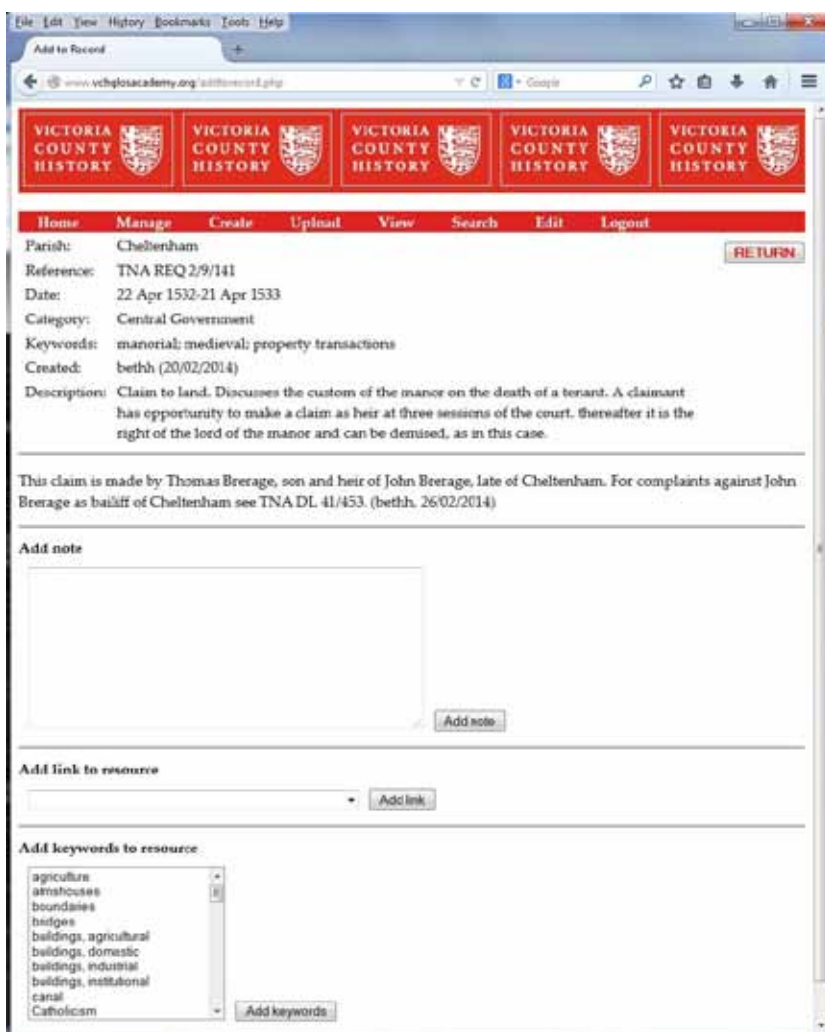 File Edit View History Bookmarks Tools Help
Add to Record
www.vchglosacademy.org/addtorecord.php
Google
VICTORIA COUNTY HISTORY
VICTORIA COUNTY HISTORY
VICTORIA COUNTY HISTORY
VICTORIA COUNTY HISTORY
VICTORIA COUNTY HISTORY
Home Manage Create Upload View Search Edit Logout
Parish: Cheltenham
RETURN
Reference: TNA REQ 2/9/141
Date: 22 Apr 1532-21 Apr 1533
Category: Central Government
Keywords: manorial; medieval; property transactions
Created: bethh (20/02/2014)
Description: Claim to land. Discusses the custom of the manor on the death of a tenant. A claimant
has opportunity to make a claim as heir at three sessions of the court. thereafter it is the
right of the lord of the manor and can be demised, as in this case.
This claim is made by Thomas Brerage, son and heir of John Brerage, late of Cheltenham. For complaints against John
Brerage as bailiff of Cheltenham see TNA DL 41/453. (bethh, 26/02/2014)
Add note
Add note
Add link to resource
Add link
Add keywords to resource
agriculture
almshouses
boundaries
bridges
buildings, agricultural
buildings, domestic
buildings, industrial
buildings, institutional
canal
Catholicism
Add keywords